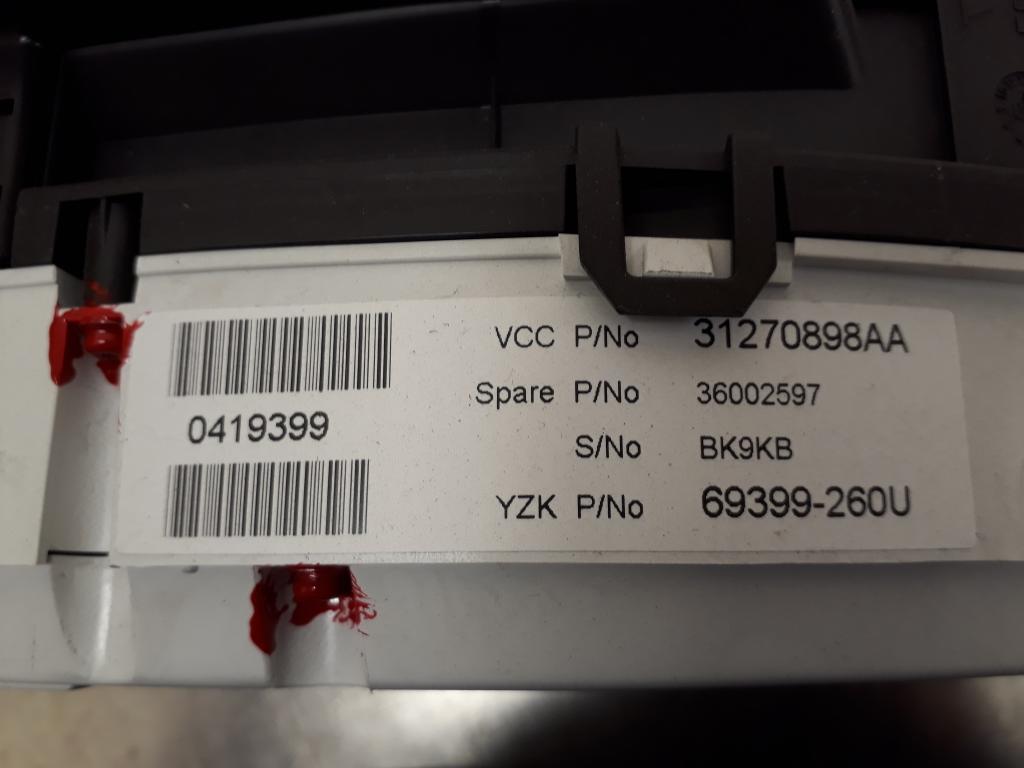 VCC P/No 31270898AA
Spare P/No 36002597
0419399
S/No BK9KB
YZK P/No 69399-260U